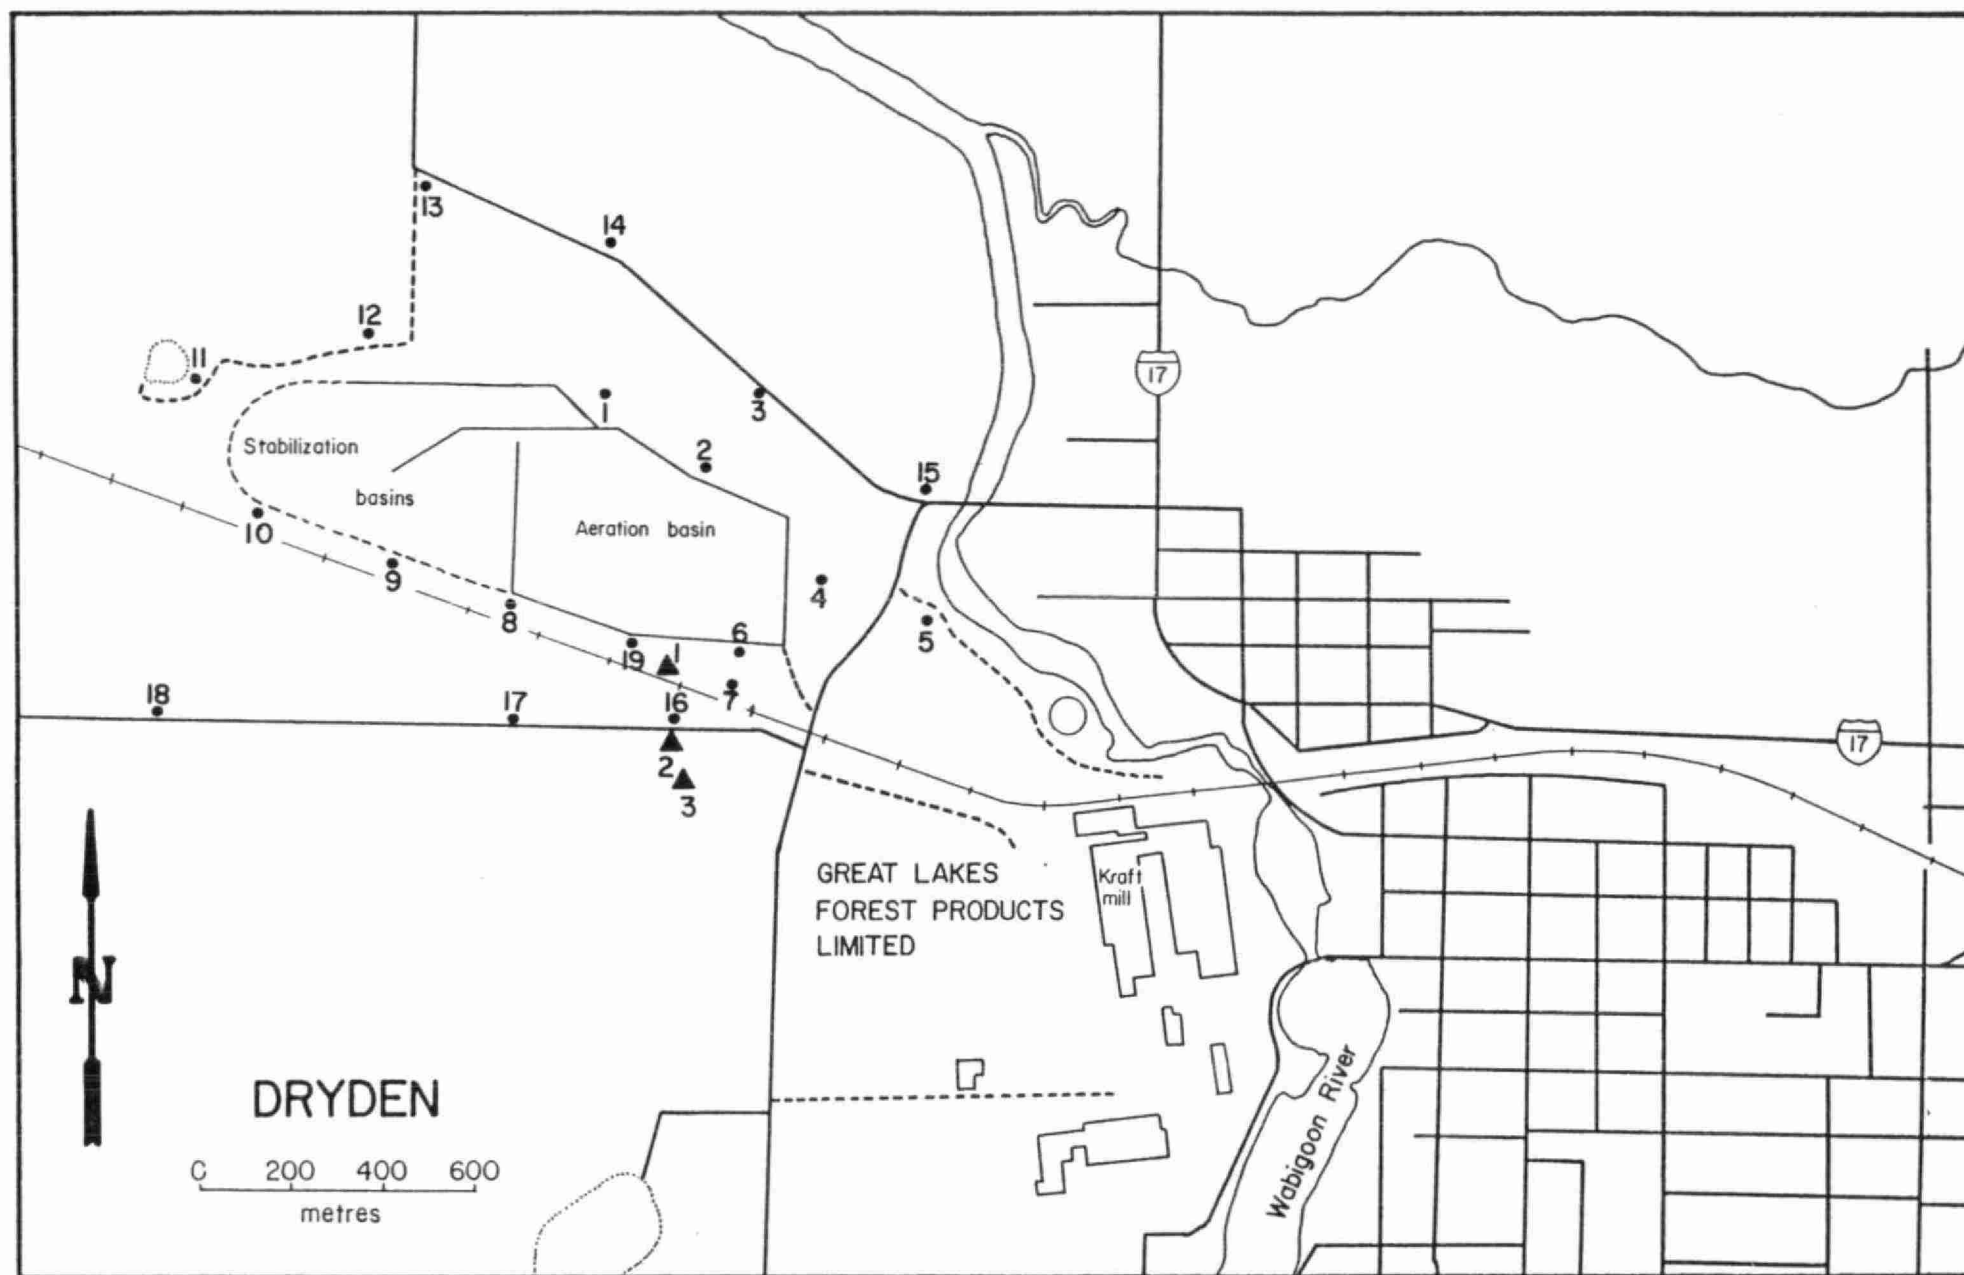 13
14
12
11
17
1
3
Stabilization
2
15
basins
Aeration basin
10
9
4
8
5
6
19
1
7
18
17
16
17
2
3
GREAT LAKES
FOREST PRODUCTS
LIMITED
Kraft
mill
N
DRYDEN
0 200 400 600
metres
Wabigoon River